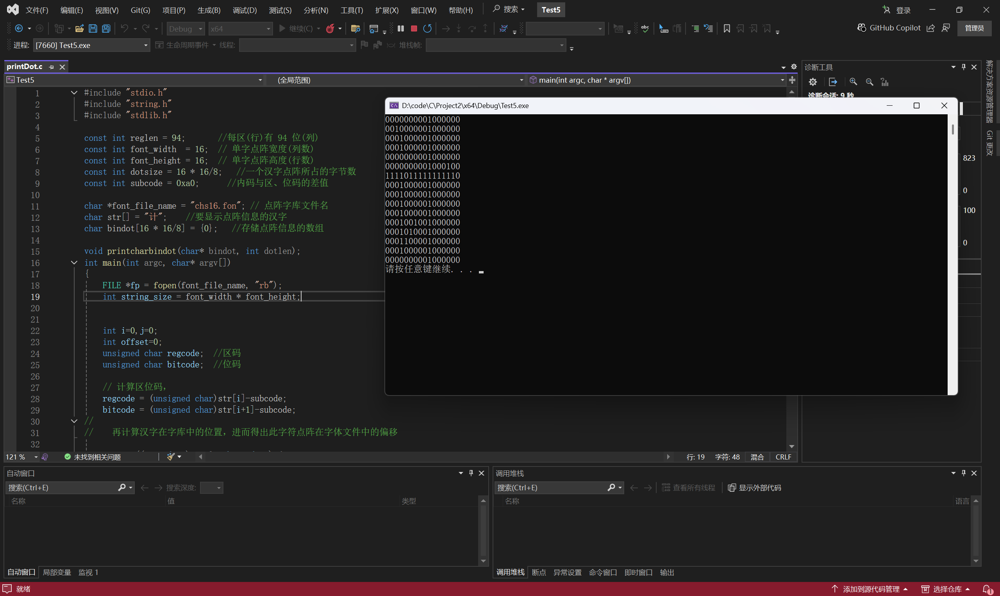 文件(F) 编辑(E) 视图(V) Git(G) 项目(P) 生成(B) 调试(D) 测试(S) 分析(N) 工具(T) 扩展(X) 窗口(W) 帮助(H) 搜索 Test5 登录
Debug x64 继续(C) abc GitHub Copilot 管理员
进程: [7660] Test5.exe 生命周期事件 线程: 堆栈帧:
printDot.c
Test5 (全局范围) main(int argc, char * argv[])
1 #include "stdio.h"
2 #include "string.h"
3 #include "stdlib.h"
4
5 const int reglen = 94; //每区(行)有 94 位(列)
6 const int font_width = 16; // 单字点阵宽度(列数)
7 const int font_height = 16; // 单字点阵高度(行数)
8 const int dotsize = 16 * 16/8; //一个汉字点阵所占的字节数
9 const int subcode = 0xa0; //内码与区、位码的差值
10
11 char *font_file_name = "chs16.fon"; // 点阵字库文件名
12 char str[] = "计"; //要显示点阵信息的汉字
13 char bindot[16 * 16/8] = {0}; //存储点阵信息的数组
14
15 void printcharbindot(char* bindot, int dotlen);
16 int main(int argc, char* argv[])
17 {
18 FILE *fp = fopen(font_file_name, "rb");
19 int string_size = font_width * font_height;
20
21
22 int i=0,j=0;
23 int offset=0;
24 unsigned char regcode; //区码
25 unsigned char bitcode; //位码
26
27 // 计算区位码，
28 regcode = (unsigned char)str[i]-subcode;
29 bitcode = (unsigned char)str[i+1]-subcode;
30 //
31 // 再计算汉字在字库中的位置，进而得出此字符点阵在字体文件中的偏移
32
121 % 未找到相关问题 行: 19 字符: 48 混合 CRLF
D:\code\C\Project2\x64\Debug\Test5.exe
0000000001000000
0010000001000000
0001000001000000
0001000001000000
0000000001000000
0000000001000100
1111011111111110
0001000001000000
0001000001000000
0001000001000000
0001000001000000
0001001001000000
0001010001000000
0001100001000000
0001000001000000
0000000001000000
请按任意键继续. . .
诊断工具
诊断会话: 9 秒
823
0
100
0
解决方案资源管理器
Git 更改
自动窗口
搜索(Ctrl+E) 搜索深度:
名称 值 类型
自动窗口 局部变量 监视 1
调用堆栈
搜索(Ctrl+E) 查看所有线程 显示外部代码
名称 语言
调用堆栈 断点 异常设置 命令窗口 即时窗口 输出
就绪 添加到源代码管理 选择仓库 1